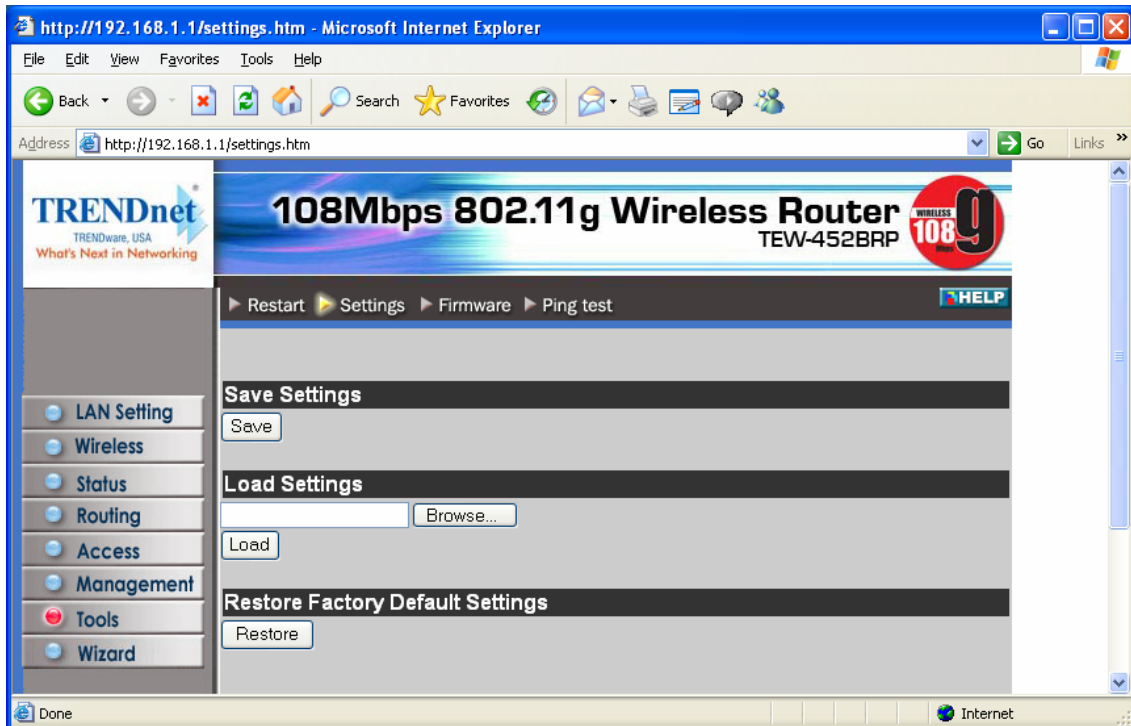 http://192.168.1.1/settings.htm - Microsoft Internet Explorer
File Edit View Favorites Tools Help
Back Search Favorites
Address http://192.168.1.1/settings.htm Go Links »
TRENDnet
TRENDware, USA
What's Next in Networking
108Mbps 802.11g Wireless Router
TEW-452BRP
WIRELESS
108
Mbps
g
Restart Settings Firmware Ping test
HELP
LAN Setting
Wireless
Status
Routing
Access
Management
Tools
Wizard
Save Settings
Save
Load Settings
Browse...
Load
Restore Factory Default Settings
Restore
Done Internet